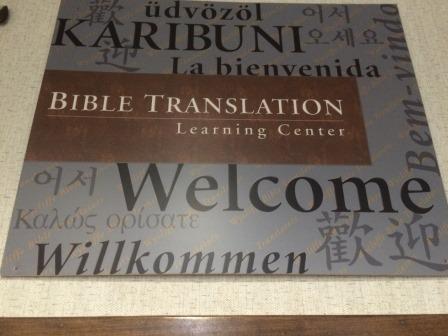 üdvözöl
歡迎
어서
오세요
KARIBUNI
La bienvenida
Bem-vindo
BIBLE TRANSLATION
Learning Center
어서
Welcome
Καλώς ορίσατε
歡迎
Willkommen